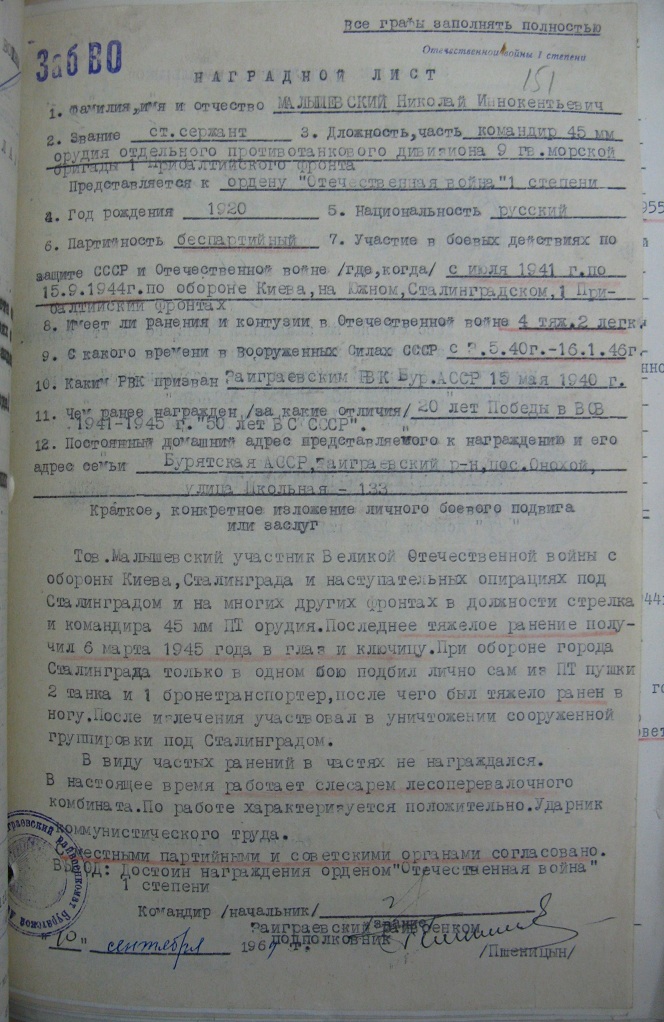 Все графы заполнять полностью
ЗабВО
Отечественной войны 1 степени
151
НАГРАДНОЙ ЛИСТ
1. Фамилия,имя и отчество МАЛЫШЕВСКИЙ Николай Иннокентьевич
2. Звание ст.сержант 3. Дложность,часть командир 45 мм
орудия отдельного противотанкового дивизиона 9 гв.морской
бригады 1 Прибалтийского фронта
Представляется к ордену "Отечественная война"1 степени
4. Год рождения 1920 5. Национальность русский
6. Партийность беспартийный 7. Участие в боевых действиях по
защите СССР и Отечественной войне /где,когда/ с июля 1941 г.по
15.9.1944г.по обороне Киева,на Южном,Сталинградском,1 При-
балтийский фронтах
8. Имеет ли ранения и контузии в Отечественной войне 4 тяж.2 легк.
9. С какого времени в Вооруженных Силах СССР с 2.5.40г.-16.1.46г.
10. Каким РВК призван Заиграевским РВК Бур.АССР 15 мая 1940 г.
11. Чем ранее награжден /за какие отличия/ 20 лет Победы в ВОВ
1941-1945 г. "50 лет ВС СССР".
12. Постоянный домашний адрес представляемого к награждению и его
адрес семьи Бурятская АССР,Заиграевский р-н,пос.Онохой,
улица Школьная - 133
Краткое, конкретное изложение личного боевого подвига
или заслуг
Тов.Малышевский участник Великой Отечественной войны с
обороны Киева,Сталинграда и наступательных опирациях под
Сталинградом и на многих других фронтах в должности стрелка
и командира 45 мм ПТ орудия.Последнее тяжелое ранение полу-
чил 6 марта 1945 года в глаз и ключицу.При обороне города
Сталинграда только в одном бою подбил лично сам из ПТ пушки
2 танка и 1 бронетранспортер,после чего был тяжело ранен в
ногу.После излечения участвовал в уничтожении сооруженной
группировки под Сталинградом.
В виду частых ранений в частях не награждался.
В настоящее время работает слесарем лесоперевалочного
комбината.По работе характеризуется положительно.Ударник
коммунистического труда.
местными партийными и советскими органами согласовано.
ВЫВОД: Достоин награждения орденом"Отечественная война"
1 степени
Командир /начальник/
/звание/
Заиграевский райвоенком
подполковник
"10" сентября 1967 г.
/Пшеницын/